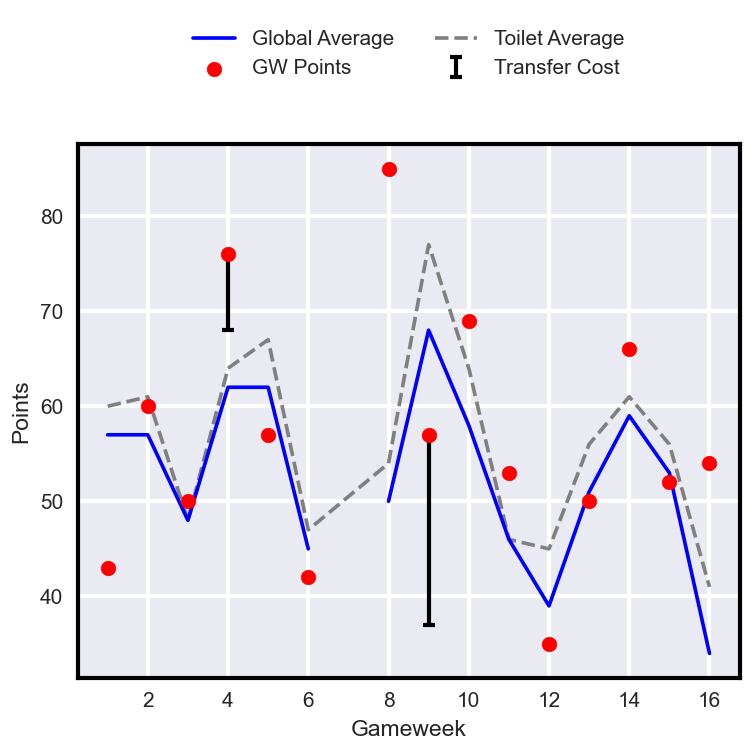 Global Average
Toilet Average
GW Points
Transfer Cost
80
70
60
50
40
Points
2 4 6 8 10 12 14 16
Gameweek